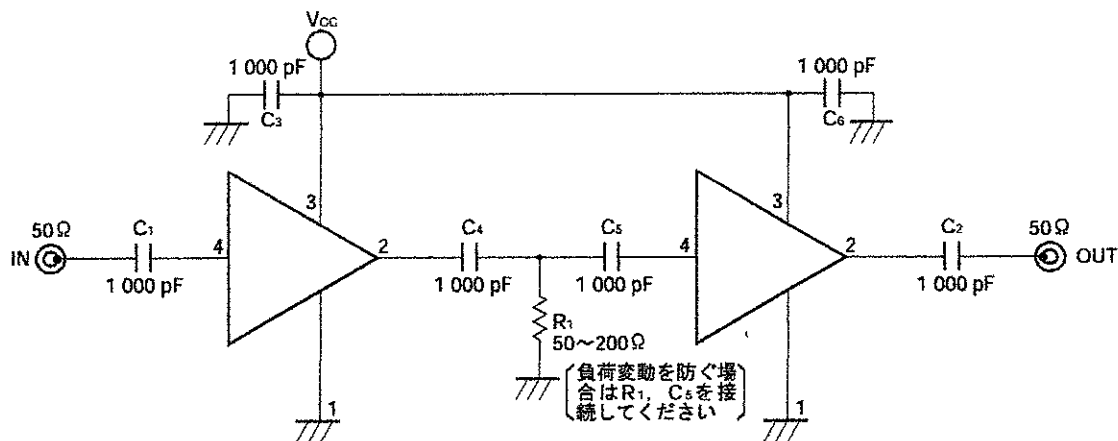 Vcc
1 000 pF
C3
1 000 pF
C6
3
3
50Ω
IN
C1
1 000 pF
4
2
C4
1 000 pF
C5
1 000 pF
4
2
C2
1 000 pF
50Ω
OUT
R1
50～200Ω
負荷変動を防ぐ場
合はR1, C5を接
続してください
1
1